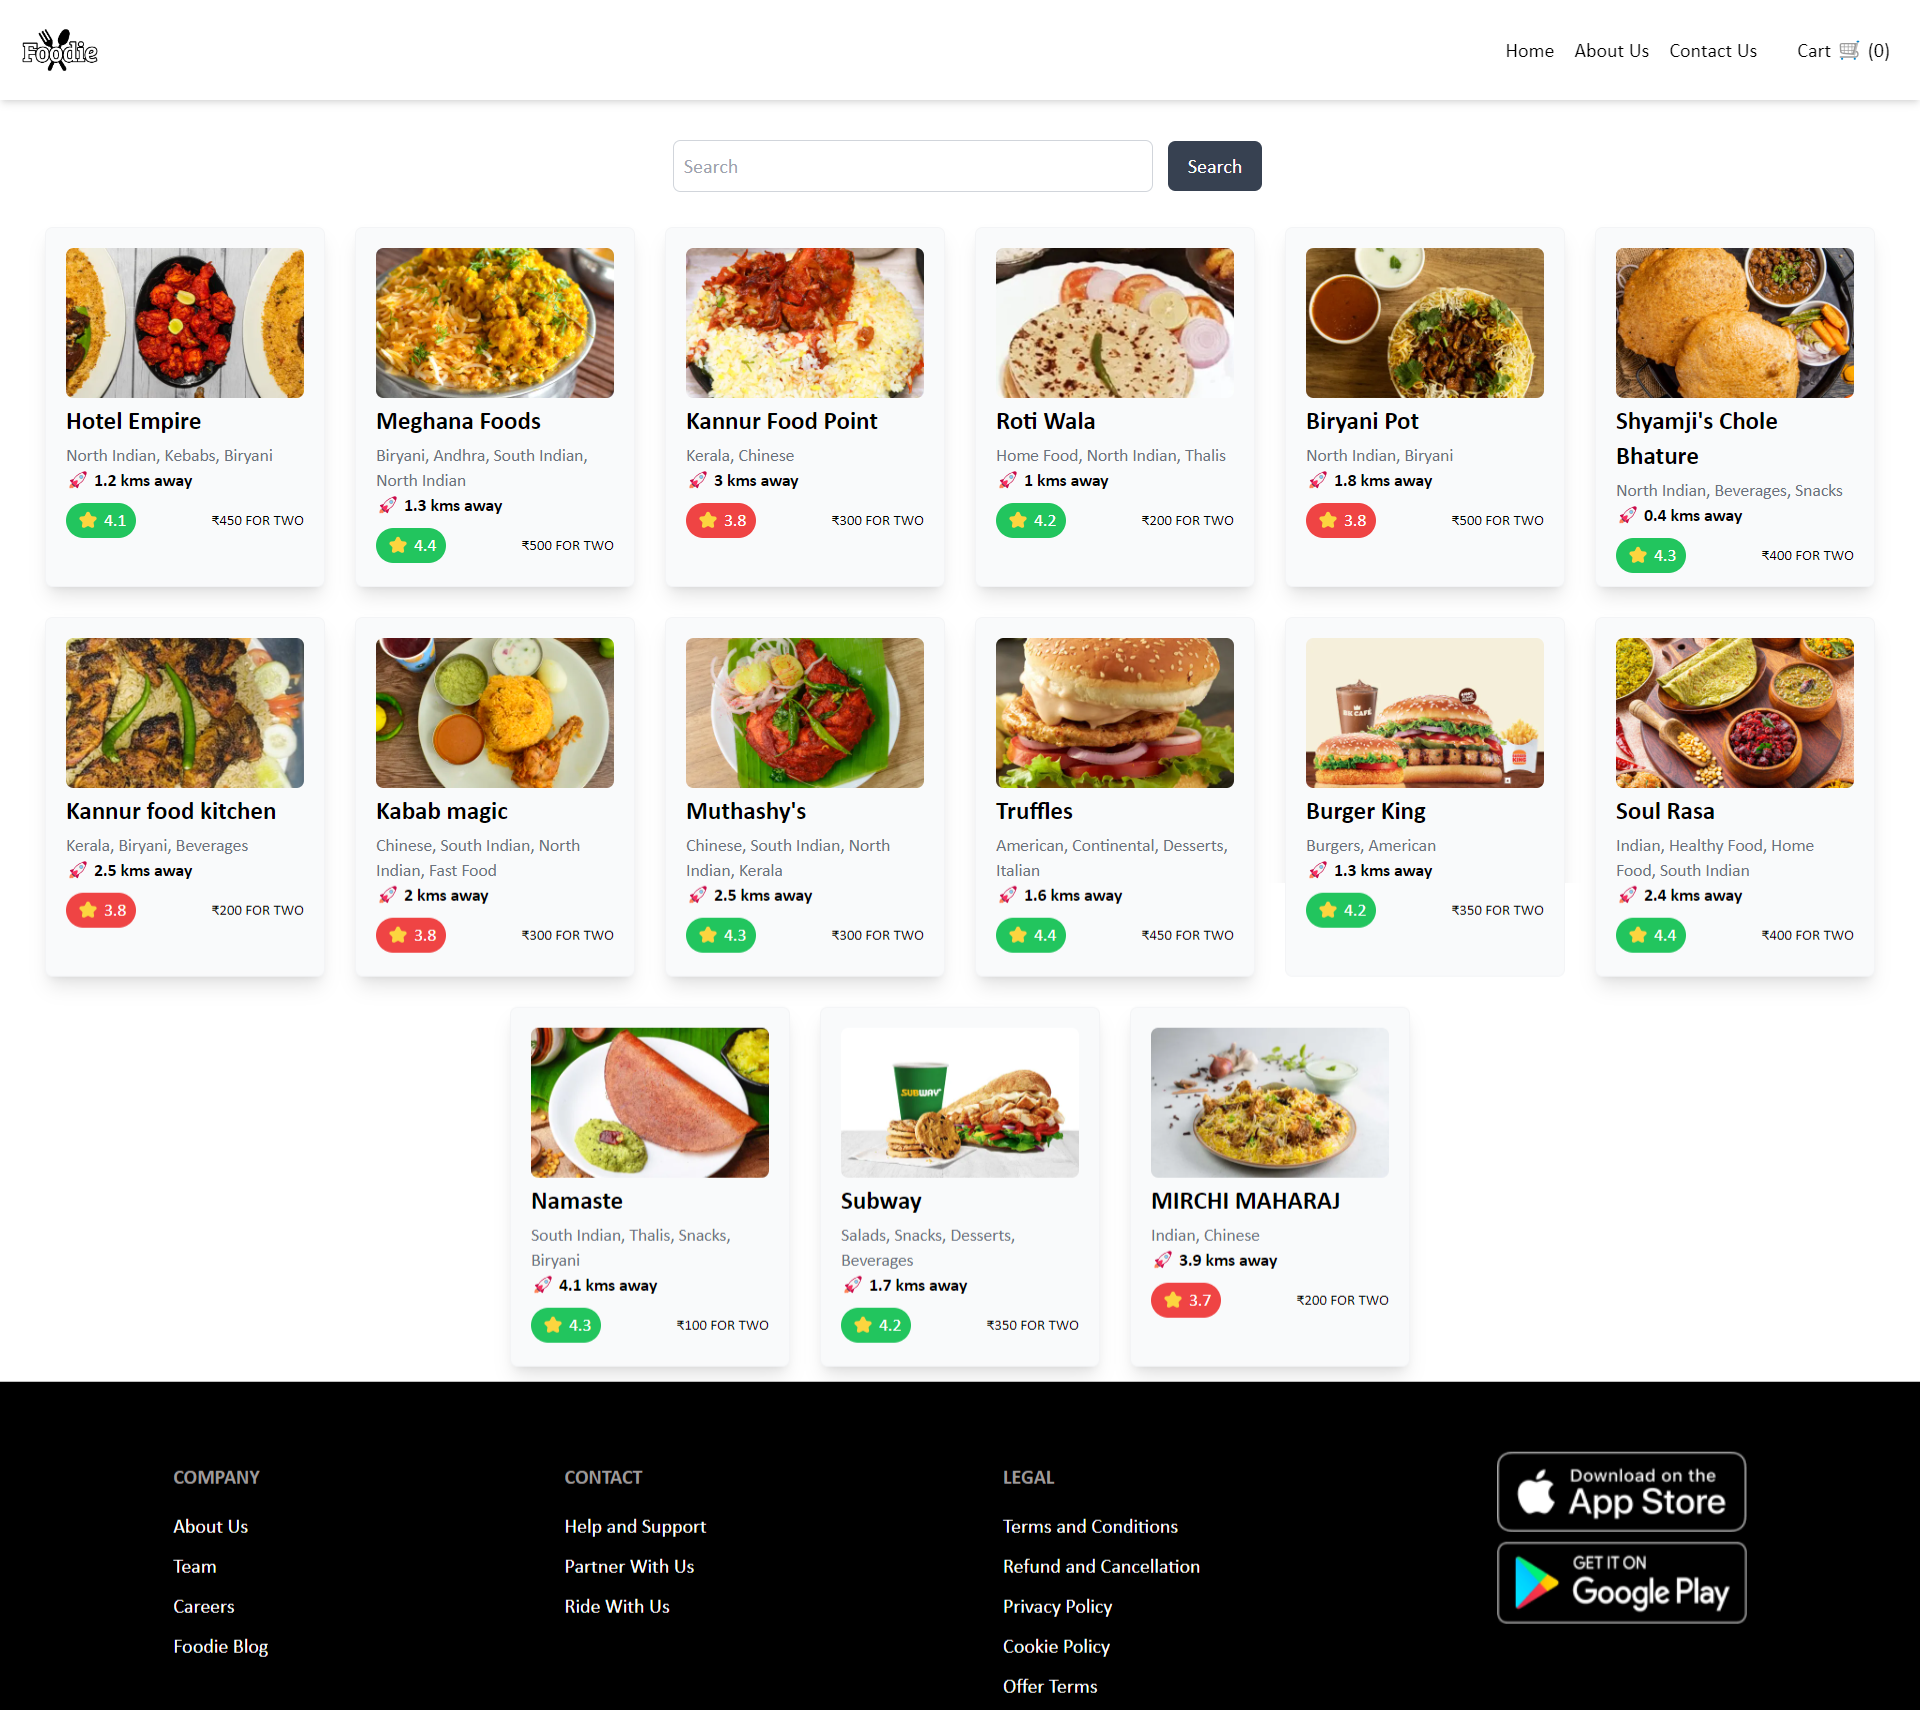 Foodie
Home About Us Contact Us Cart 🛒 (0)
Search Search
Hotel Empire
North Indian, Kebabs, Biryani
🚀 1.2 kms away
⭐ 4.1 ₹450 FOR TWO
Meghana Foods
Biryani, Andhra, South Indian,
North Indian
🚀 1.3 kms away
⭐ 4.4 ₹500 FOR TWO
Kannur Food Point
Kerala, Chinese
🚀 3 kms away
⭐ 3.8 ₹300 FOR TWO
Roti Wala
Home Food, North Indian, Thalis
🚀 1 kms away
⭐ 4.2 ₹200 FOR TWO
Biryani Pot
North Indian, Biryani
🚀 1.8 kms away
⭐ 3.8 ₹500 FOR TWO
Shyamji's Chole
Bhature
North Indian, Beverages, Snacks
🚀 0.4 kms away
⭐ 4.3 ₹400 FOR TWO
Kannur food kitchen
Kerala, Biryani, Beverages
🚀 2.5 kms away
⭐ 3.8 ₹200 FOR TWO
Kabab magic
Chinese, South Indian, North
Indian, Fast Food
🚀 2 kms away
⭐ 3.8 ₹300 FOR TWO
Muthashy's
Chinese, South Indian, North
Indian, Kerala
🚀 2.5 kms away
⭐ 4.3 ₹300 FOR TWO
Truffles
American, Continental, Desserts,
Italian
🚀 1.6 kms away
⭐ 4.4 ₹450 FOR TWO
BK CAFÉ
Burger King
Burgers, American
🚀 1.3 kms away
⭐ 4.2 ₹350 FOR TWO
Soul Rasa
Indian, Healthy Food, Home
Food, South Indian
🚀 2.4 kms away
⭐ 4.4 ₹400 FOR TWO
Namaste
South Indian, Thalis, Snacks,
Biryani
🚀 4.1 kms away
⭐ 4.3 ₹100 FOR TWO
SUBWAY
Subway
Salads, Snacks, Desserts,
Beverages
🚀 1.7 kms away
⭐ 4.2 ₹350 FOR TWO
MIRCHI MAHARAJ
Indian, Chinese
🚀 3.9 kms away
⭐ 3.7 ₹200 FOR TWO
COMPANY
About Us
Team
Careers
Foodie Blog
CONTACT
Help and Support
Partner With Us
Ride With Us
LEGAL
Terms and Conditions
Refund and Cancellation
Privacy Policy
Cookie Policy
Offer Terms
Download on the
App Store
GET IT ON
Google Play